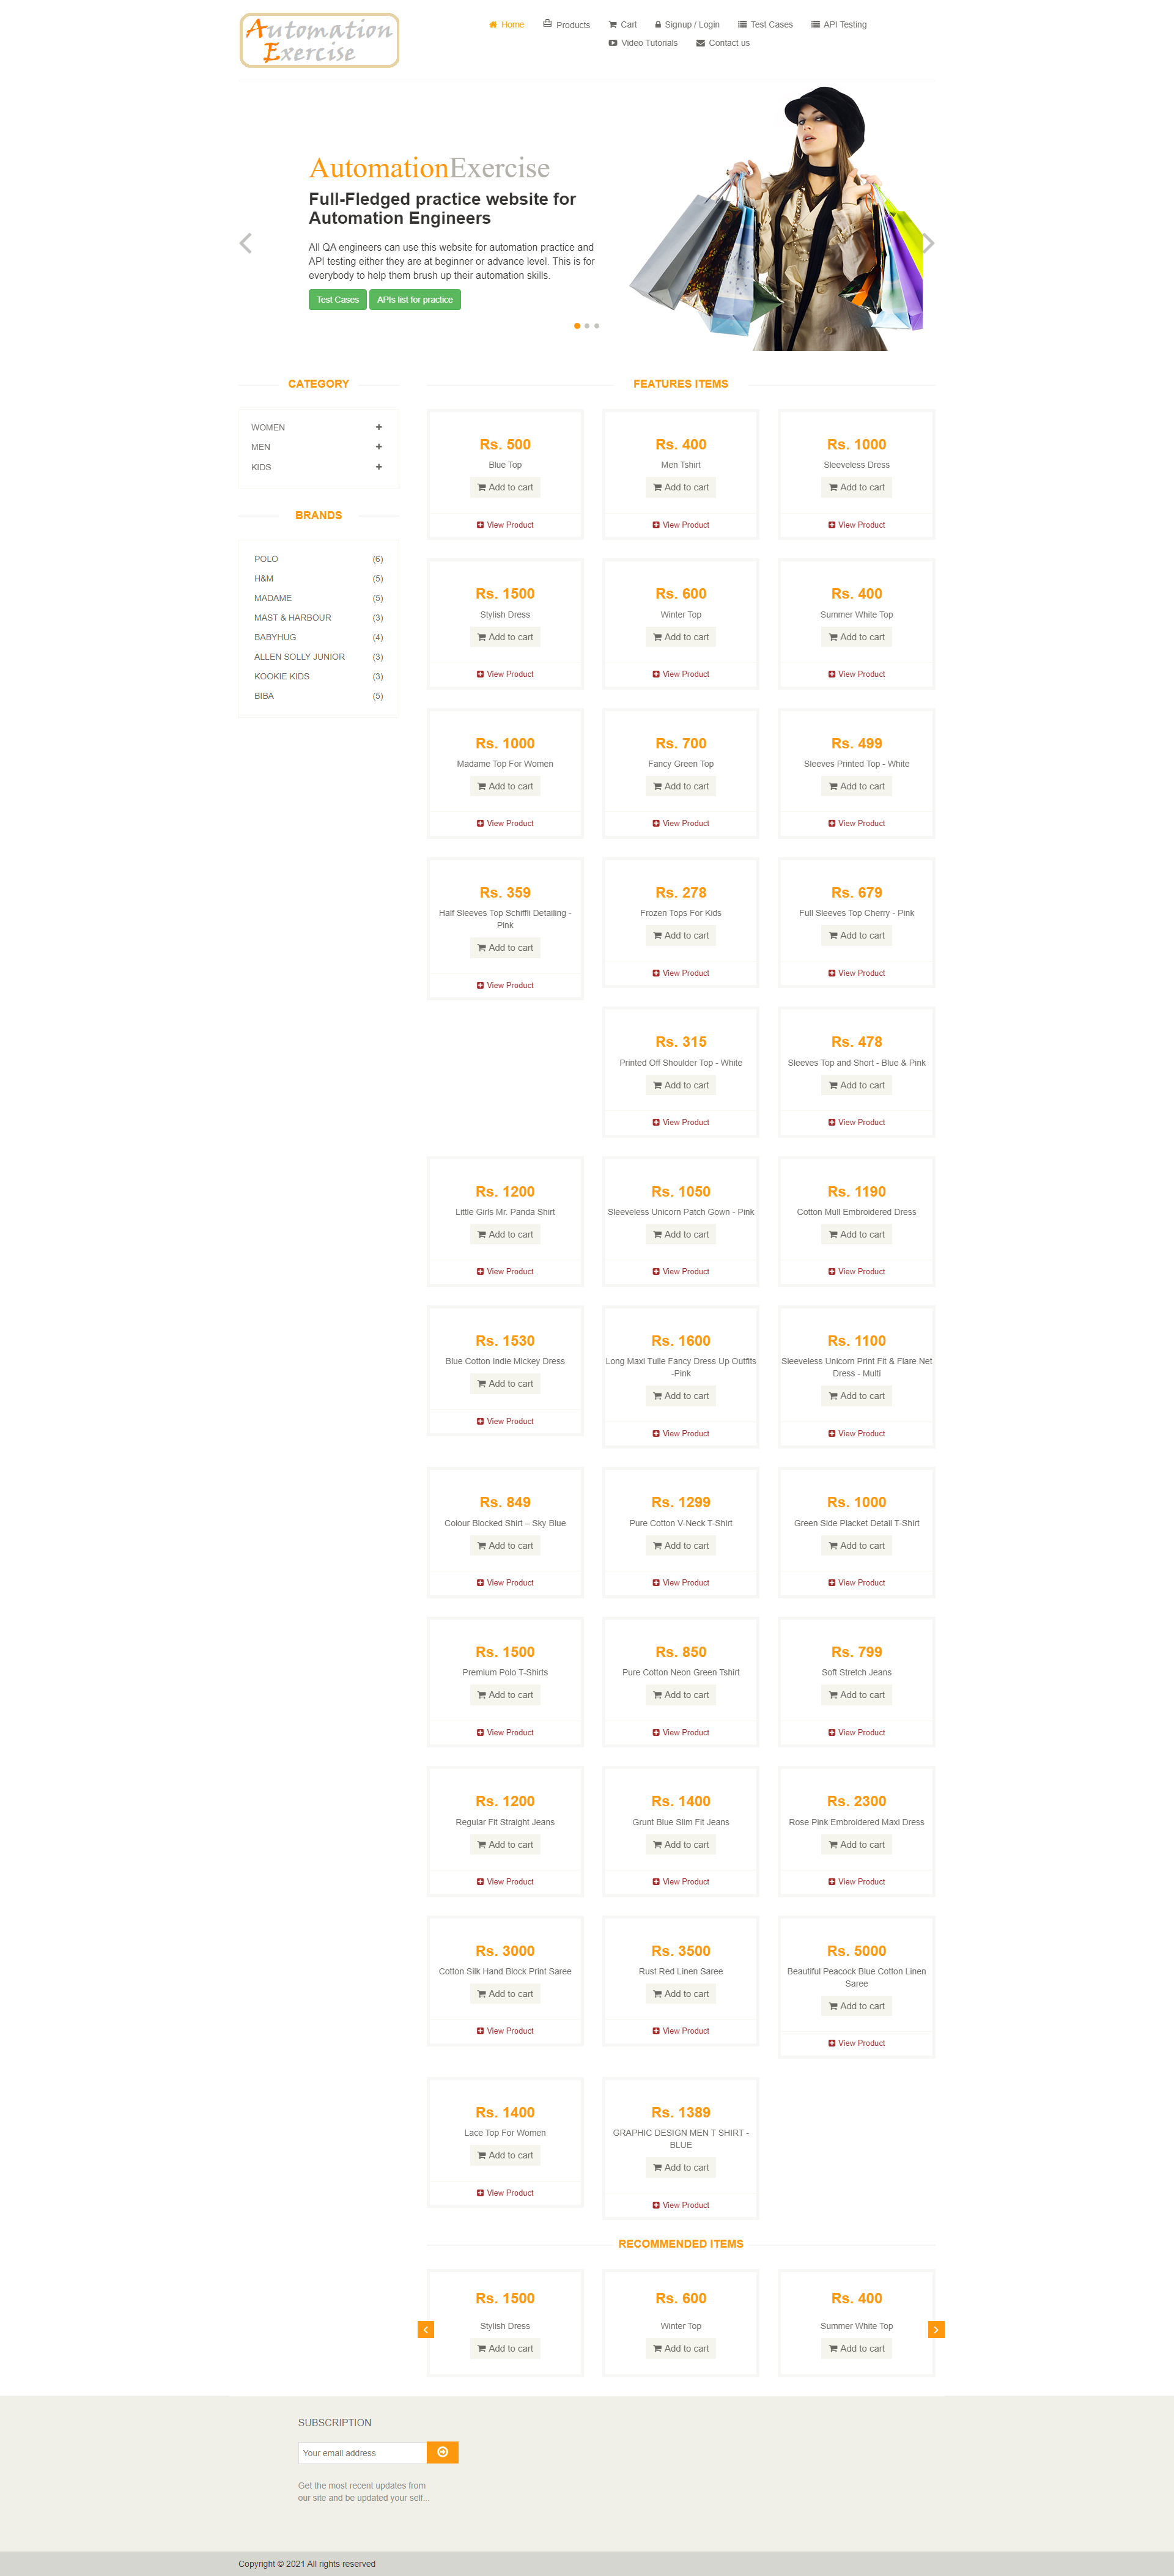 Automation
Exercise
Home
Products
Cart
Signup / Login
Test Cases
API Testing
Video Tutorials
Contact us
AutomationExercise
Full-Fledged practice website for
Automation Engineers
All QA engineers can use this website for automation practice and
API testing either they are at beginner or advance level. This is for
everybody to help them brush up their automation skills.
Test Cases
APIs list for practice
CATEGORY
WOMEN
MEN
KIDS
BRANDS
POLO (6)
H&M (5)
MADAME (5)
MAST & HARBOUR (3)
BABYHUG (4)
ALLEN SOLLY JUNIOR (3)
KOOKIE KIDS (3)
BIBA (5)
FEATURES ITEMS
Rs. 500
Blue Top
Add to cart
View Product
Rs. 400
Men Tshirt
Add to cart
View Product
Rs. 1000
Sleeveless Dress
Add to cart
View Product
Rs. 1500
Stylish Dress
Add to cart
View Product
Rs. 600
Winter Top
Add to cart
View Product
Rs. 400
Summer White Top
Add to cart
View Product
Rs. 1000
Madame Top For Women
Add to cart
View Product
Rs. 700
Fancy Green Top
Add to cart
View Product
Rs. 499
Sleeves Printed Top - White
Add to cart
View Product
Rs. 359
Half Sleeves Top Schiffli Detailing -
Pink
Add to cart
View Product
Rs. 278
Frozen Tops For Kids
Add to cart
View Product
Rs. 679
Full Sleeves Top Cherry - Pink
Add to cart
View Product
Rs. 315
Printed Off Shoulder Top - White
Add to cart
View Product
Rs. 478
Sleeves Top and Short - Blue & Pink
Add to cart
View Product
Rs. 1200
Little Girls Mr. Panda Shirt
Add to cart
View Product
Rs. 1050
Sleeveless Unicorn Patch Gown - Pink
Add to cart
View Product
Rs. 1190
Cotton Mull Embroidered Dress
Add to cart
View Product
Rs. 1530
Blue Cotton Indie Mickey Dress
Add to cart
View Product
Rs. 1600
Long Maxi Tulle Fancy Dress Up Outfits
-Pink
Add to cart
View Product
Rs. 1100
Sleeveless Unicorn Print Fit & Flare Net
Dress - Multi
Add to cart
View Product
Rs. 849
Colour Blocked Shirt – Sky Blue
Add to cart
View Product
Rs. 1299
Pure Cotton V-Neck T-Shirt
Add to cart
View Product
Rs. 1000
Green Side Placket Detail T-Shirt
Add to cart
View Product
Rs. 1500
Premium Polo T-Shirts
Add to cart
View Product
Rs. 850
Pure Cotton Neon Green Tshirt
Add to cart
View Product
Rs. 799
Soft Stretch Jeans
Add to cart
View Product
Rs. 1200
Regular Fit Straight Jeans
Add to cart
View Product
Rs. 1400
Grunt Blue Slim Fit Jeans
Add to cart
View Product
Rs. 2300
Rose Pink Embroidered Maxi Dress
Add to cart
View Product
Rs. 3000
Cotton Silk Hand Block Print Saree
Add to cart
View Product
Rs. 3500
Rust Red Linen Saree
Add to cart
View Product
Rs. 5000
Beautiful Peacock Blue Cotton Linen
Saree
Add to cart
View Product
Rs. 1400
Lace Top For Women
Add to cart
View Product
Rs. 1389
GRAPHIC DESIGN MEN T SHIRT -
BLUE
Add to cart
View Product
RECOMMENDED ITEMS
Rs. 1500
Stylish Dress
Add to cart
Rs. 600
Winter Top
Add to cart
Rs. 400
Summer White Top
Add to cart
SUBSCRIPTION
Your email address
Get the most recent updates from
our site and be updated your self...
Copyright © 2021 All rights reserved